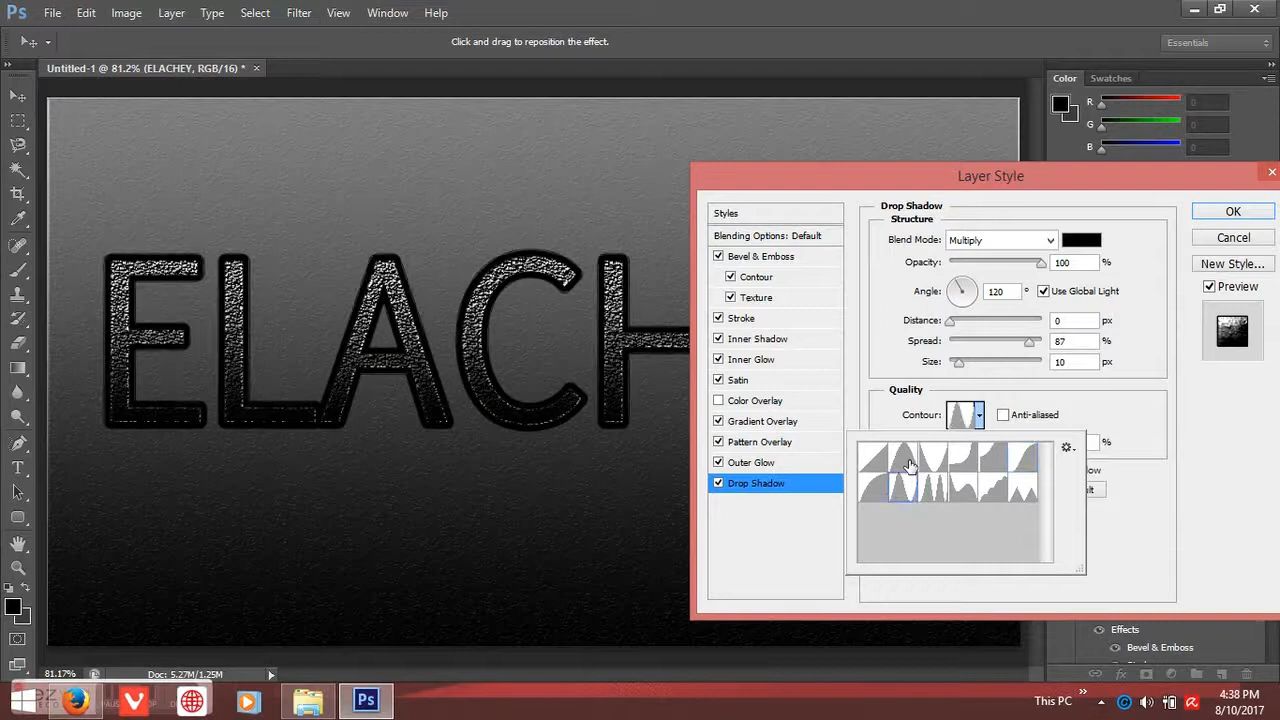 Ps File Edit Image Layer Type Select Filter View Window Help
Click and drag to reposition the effect.
Essentials
Untitled-1 @ 81.2% (ELACHEY, RGB/16) * ×
Color Swatches
R 0
G 0
B 0
ELACH
Layer Style
Styles
Blending Options: Default
Bevel & Emboss
Contour
Texture
Stroke
Inner Shadow
Inner Glow
Satin
Color Overlay
Gradient Overlay
Pattern Overlay
Outer Glow
Drop Shadow
Drop Shadow
Structure
Blend Mode: Multiply
Opacity: 100 %
Angle: 120 ° Use Global Light
Distance: 0 px
Spread: 87 %
Size: 10 px
Quality
Contour: Anti-aliased
%
OK
Cancel
New Style...
Preview
Effects
Bevel & Emboss
81.17% Doc: 5.27M/1.25M
Ps
This PC
4:38 PM
8/10/2017